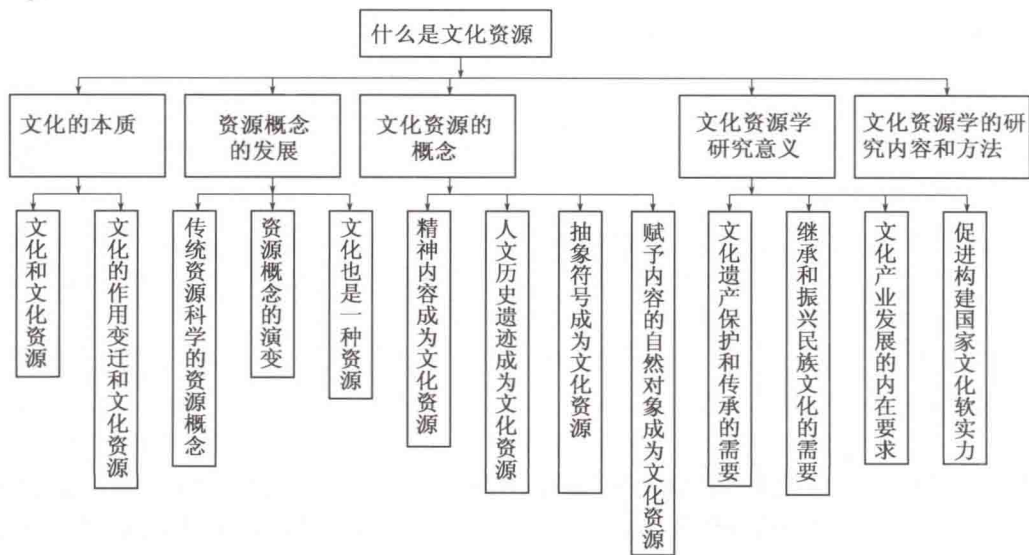 什么是文化资源
文化的本质
资源概念
的发展
文化资源的
概念
文化资源学
研究意义
文化资源学的研
究内容和方法
文化和文化资源
文化的作用变迁和文化资源
传统资源科学的资源概念
资源概念的演变
文化也是一种资源
精神内容成为文化资源
人文历史遗迹成为文化资源
抽象符号成为文化资源
赋予内容的自然对象成为文化资源
文化遗产保护和传承的需要
继承和振兴民族文化的需要
文化产业发展的内在要求
促进构建国家文化软实力